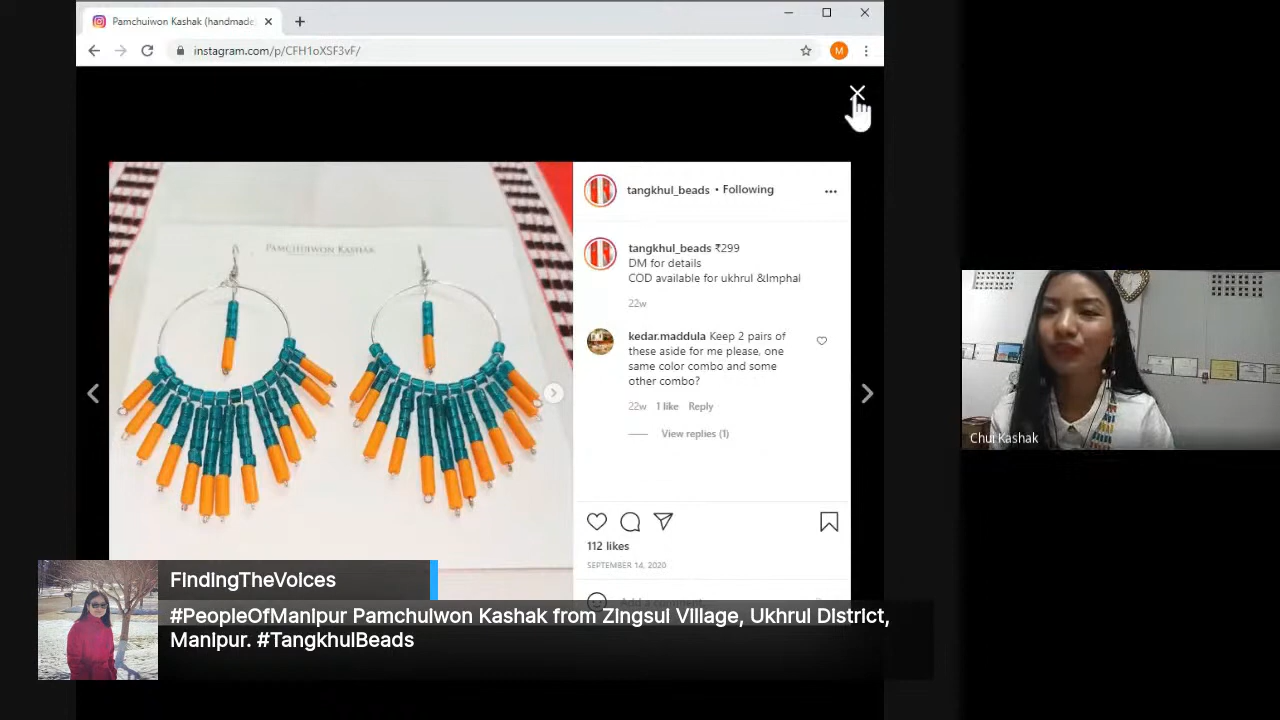 Pamchuiwon Kashak (handmade
instagram.com/p/CFH1oXSF3vF/
M
PAMCHUIWON KASHAK
tangkhul_beads • Following
tangkhul_beads ₹299
DM for details
COD available for ukhrul &Imphal
22w
kedar.maddula Keep 2 pairs of
these aside for me please, one
same color combo and some
other combo?
22w 1 like Reply
View replies (1)
112 likes
SEPTEMBER 14, 2020
Add a comment...
Chui Kashak
FindingTheVoices
#PeopleOfManipur Pamchuiwon Kashak from Zingsui Village, Ukhrul District,
Manipur. #TangkhulBeads